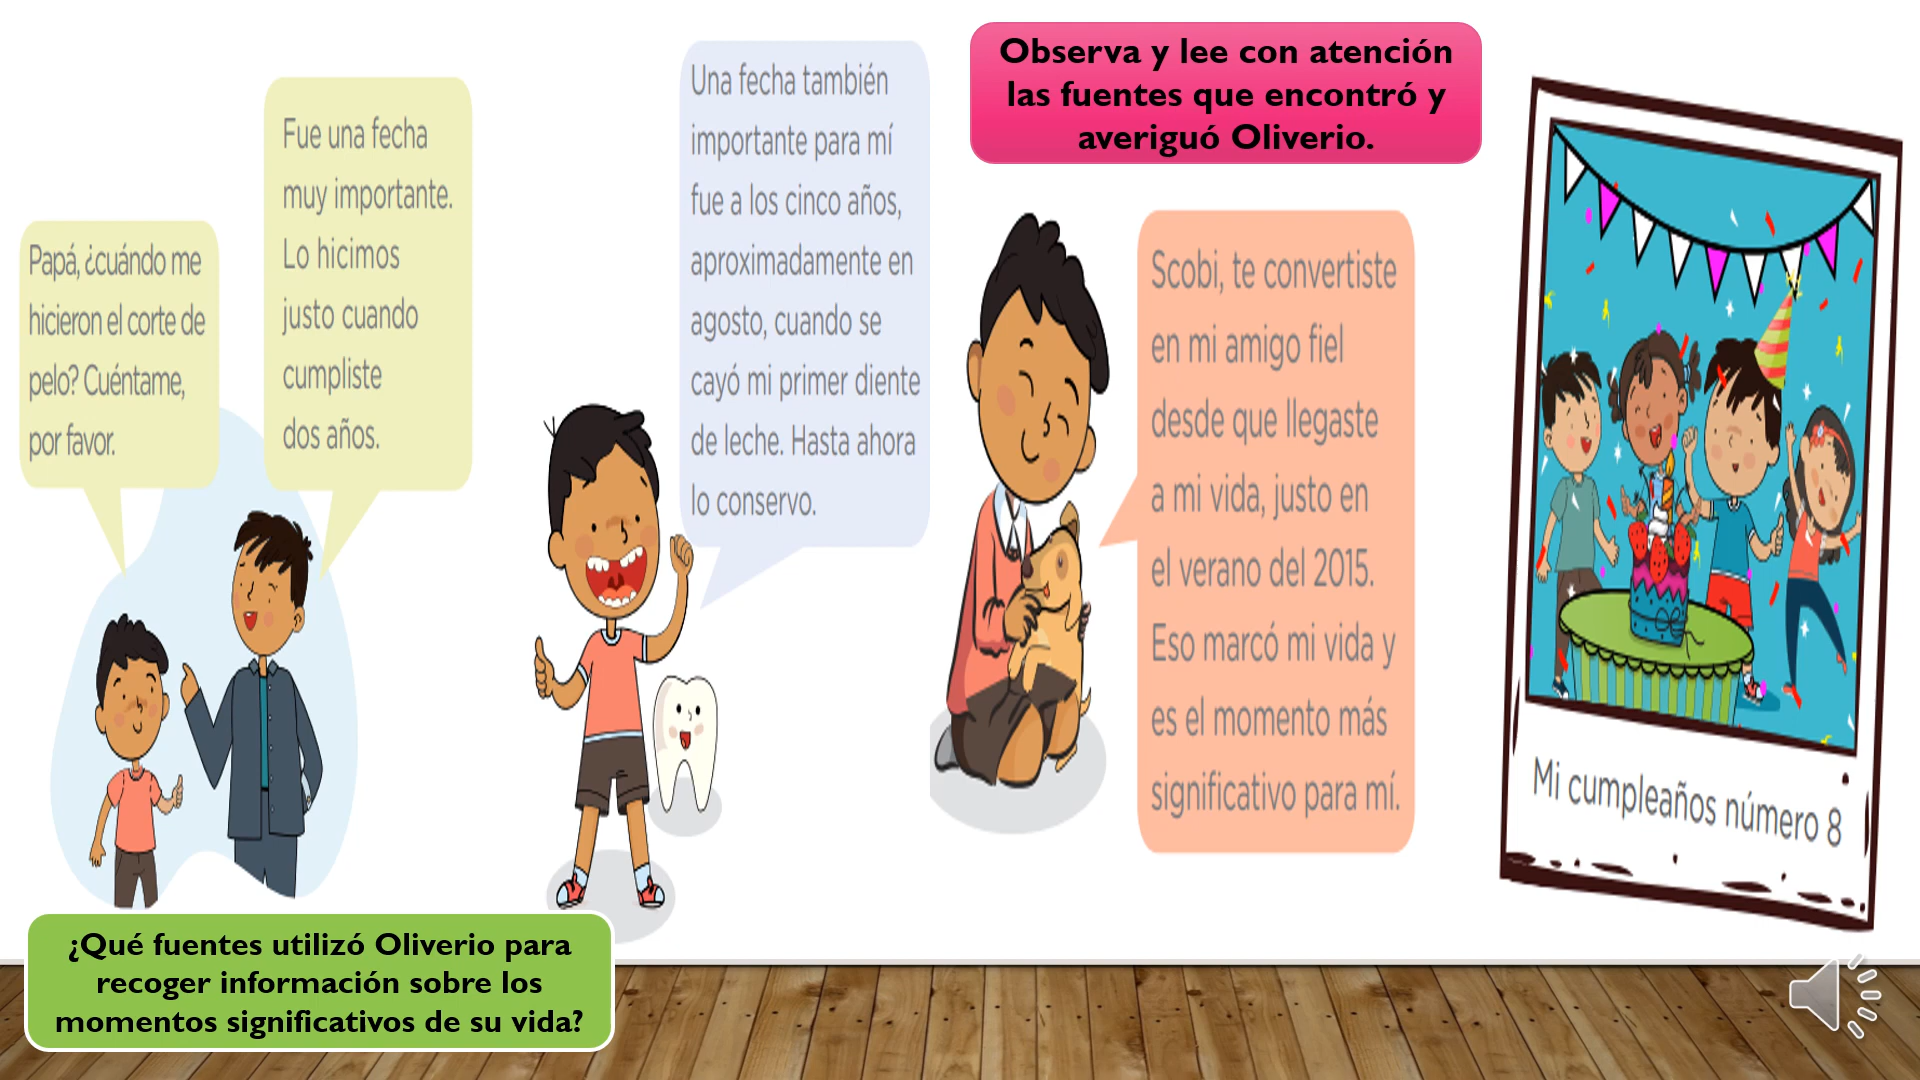 Papá, ¿cuándo me
hicieron el corte de
pelo? Cuéntame,
por favor.
Fue una fecha
muy importante.
Lo hicimos
justo cuando
cumpliste
dos años.
Una fecha también
importante para mí
fue a los cinco años,
aproximadamente en
agosto, cuando se
cayó mi primer diente
de leche. Hasta ahora
lo conservo.
Observa y lee con atención
las fuentes que encontró y
averiguó Oliverio.
Scobi, te convertiste
en mi amigo fiel
desde que llegaste
a mi vida, justo en
el verano del 2015.
Eso marcó mi vida y
es el momento más
significativo para mí.
Mi cumpleaños número 8
¿Qué fuentes utilizó Oliverio para
recoger información sobre los
momentos significativos de su vida?